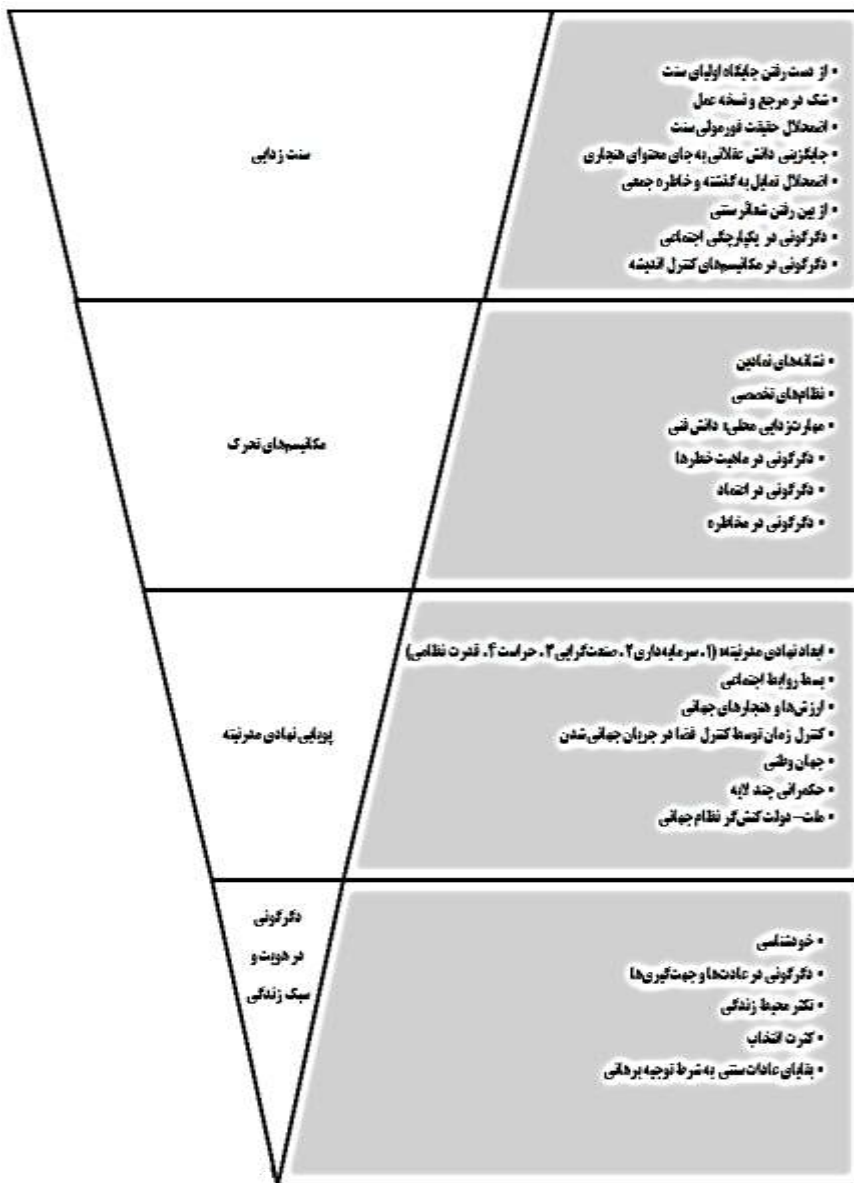 سنت زدایی
• از دست رفتن جایگاه اولیای سنت
• شک در مرجع و نسخه عمل
• اضمحلال حقیقت فورمولی سنت
• جایگزینی دانش عقلانی به جای محتوای هنجاری
• اضمحلال تمایل به گذشته و خاطره جمعی
• از بین رفتن شعائر سنتی
• دگرگونی در یکپارچگی اجتماعی
• دگرگونی در مکانیسم‌های کنترل اندیشه
مکانیسم‌های تحرک
• نشانه‌های نمادین
• نظام‌های تخصصی
• مهارت‌زدایی محلی: دانش فنی
• دگرگونی در ماهیت خطرها
• دگرگونی در اعتماد
• دگرگونی در مخاطره
پویایی نهادی مدرنیته
• ابعاد نهادی مدرنیته: (۱. سرمایه‌داری ۲. صنعت‌گرایی ۳. حراست ۴. قدرت نظامی)
• بسط روابط اجتماعی
• ارزش‌ها و هنجارهای جهانی
• کنترل زمان توسط کنترل فضا در جریان جهانی شدن
• جهان وطنی
• حکمرانی چند لایه
• ملت- دولت کنش‌گر نظام جهانی
دگرگونی
در هویت و
سبک زندگی
• خودشناسی
• دگرگونی در عادت‌ها و جهت‌گیری‌ها
• تکثر محیط زندگی
• کثرت انتخاب
• بقایای عادات سنتی به شرط توجیه برهانی